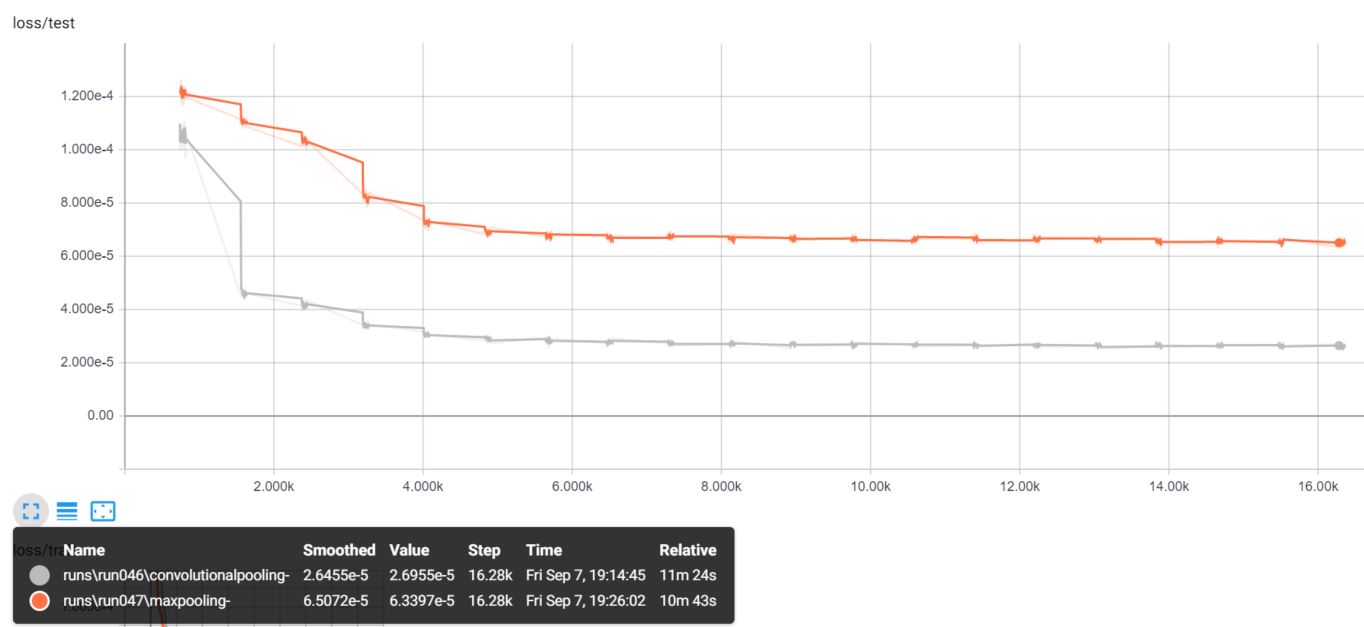 loss/test
1.200e-4
1.000e-4
8.000e-5
6.000e-5
4.000e-5
2.000e-5
0.00
2.000k 4.000k 6.000k 8.000k 10.00k 12.00k 14.00k 16.00k
loss/tra
Name Smoothed Value Step Time Relative
runs\run046\convolutionalpooling- 2.6455e-5 2.6955e-5 16.28k Fri Sep 7, 19:14:45 11m 24s
runs\run047\maxpooling- 6.5072e-5 6.3397e-5 16.28k Fri Sep 7, 19:26:02 10m 43s